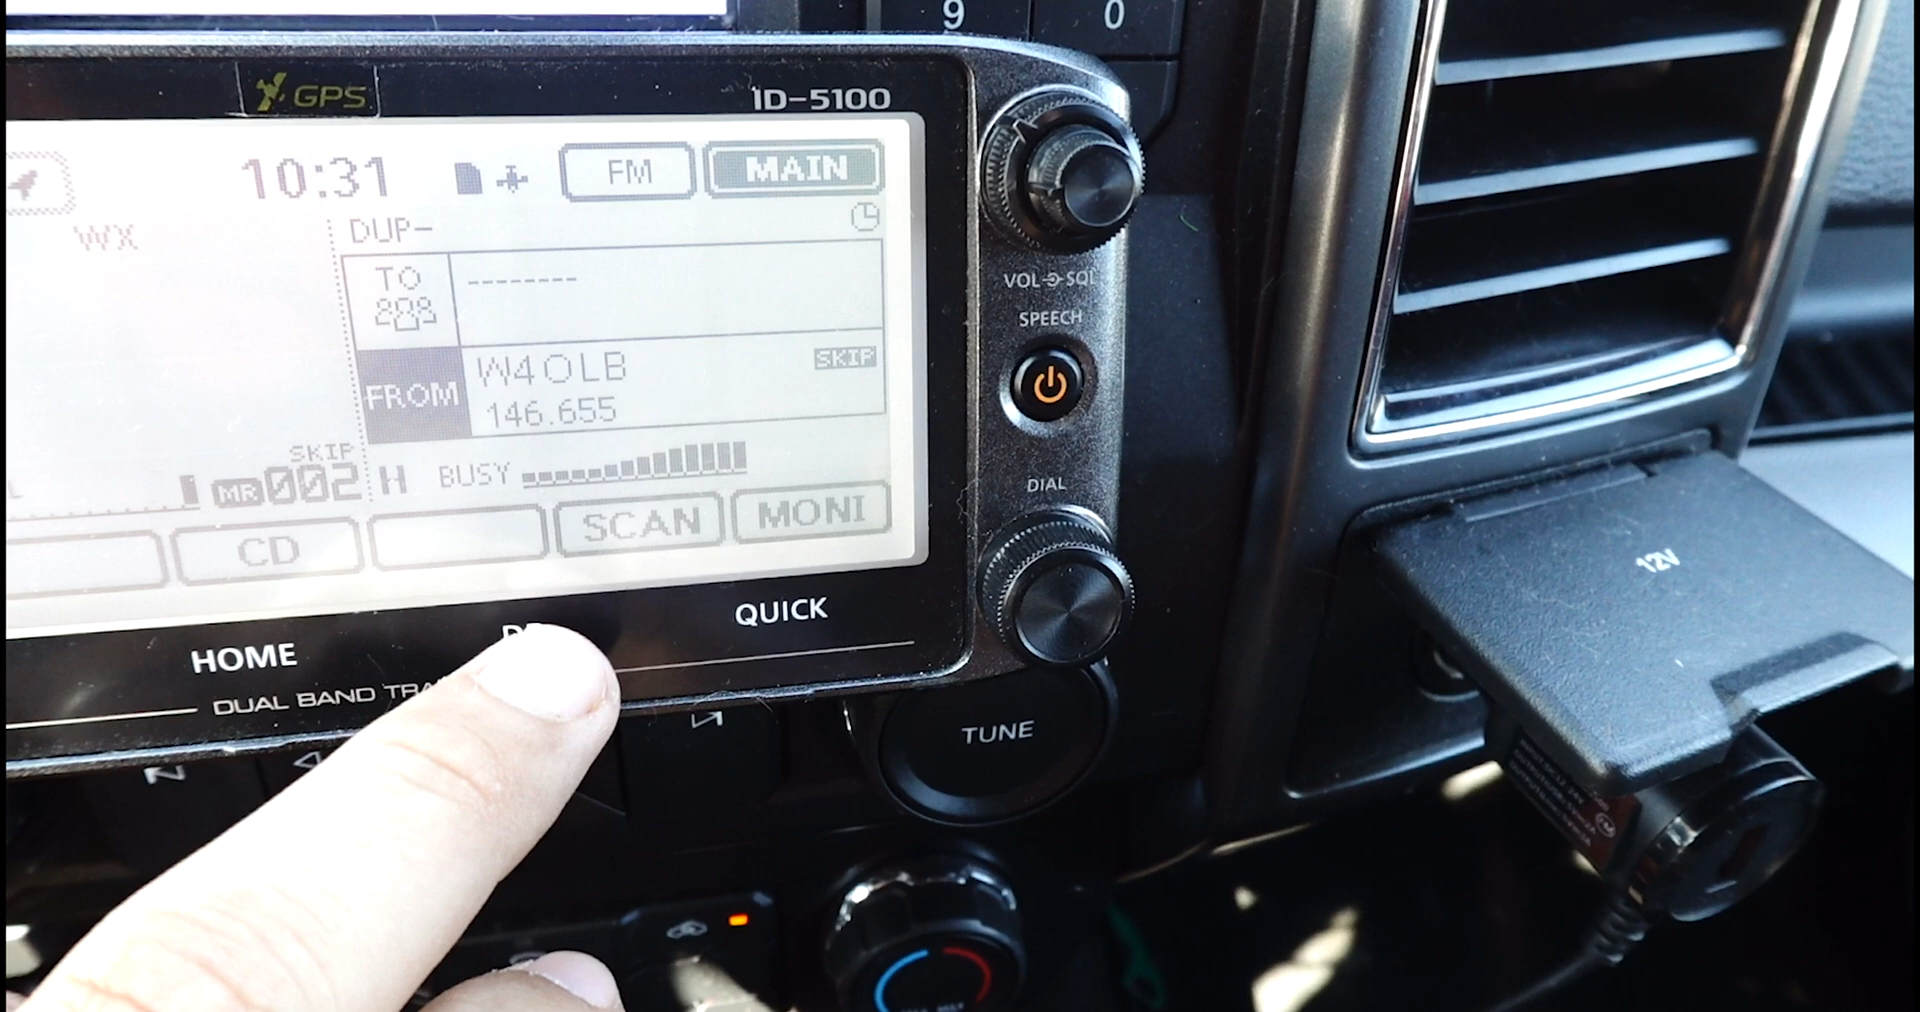 9 0
GPS
ID-5100
10:31
FM
MAIN
WX
DUP-
TO
--------
FROM
W4OLB
SKIP
146.655
SKIP
MR 002
H
BUSY
CD
SCAN
MONI
HOME
QUICK
DUAL BAND
VOL
SQL
SPEECH
DIAL
TUNE
12V